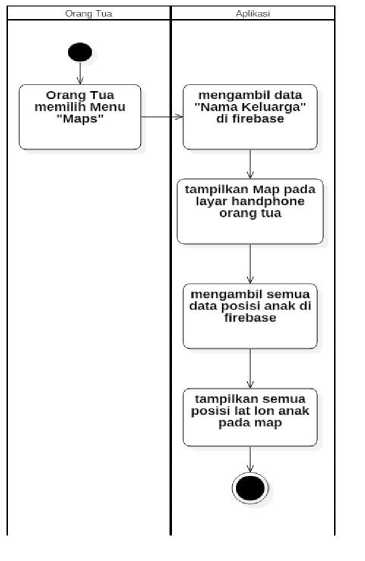 Orang Tua
Aplikasi
Orang Tua
memilih Menu
"Maps"
mengambil data
"Nama Keluarga"
di firebase
tampilkan Map pada
layar handphone
orang tua
mengambil semua
data posisi anak di
firebase
tampilkan semua
posisi lat lon anak
pada map